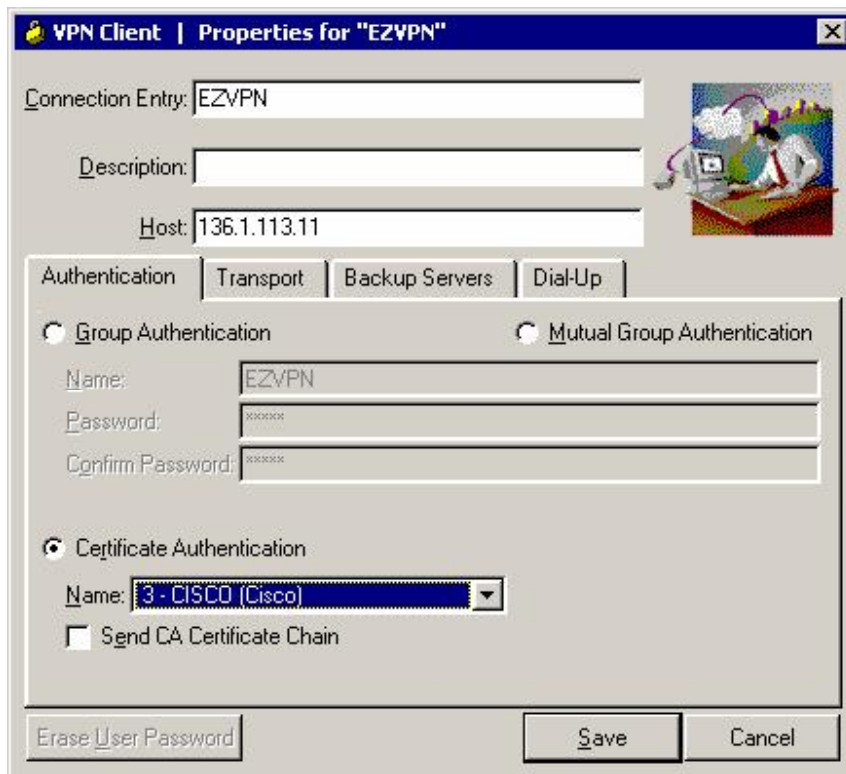 VPN Client | Properties for "EZVPN"
Connection Entry: EZVPN
Description:
Host: 136.1.113.11
Authentication Transport Backup Servers Dial-Up
Group Authentication Mutual Group Authentication
Name: EZVPN
Password: *****
Confirm Password: *****
Certificate Authentication
Name: 3 - CISCO (Cisco)
Send CA Certificate Chain
Erase User Password Save Cancel